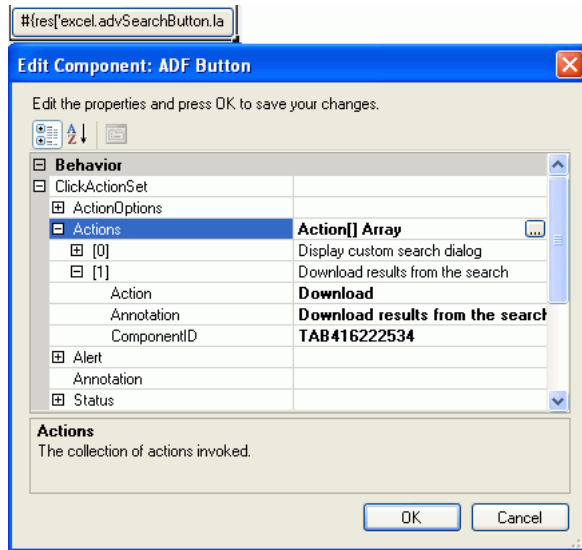 #{res['excel.advSearchButton.la
Edit Component: ADF Button
Edit the properties and press OK to save your changes.
Behavior
ClickActionSet
ActionOptions
Actions Action[] Array ...
[0] Display custom search dialog
[1] Download results from the search
Action Download
Annotation Download results from the search
ComponentID TAB416222534
Alert
Annotation
Status
Actions
The collection of actions invoked.
OK Cancel